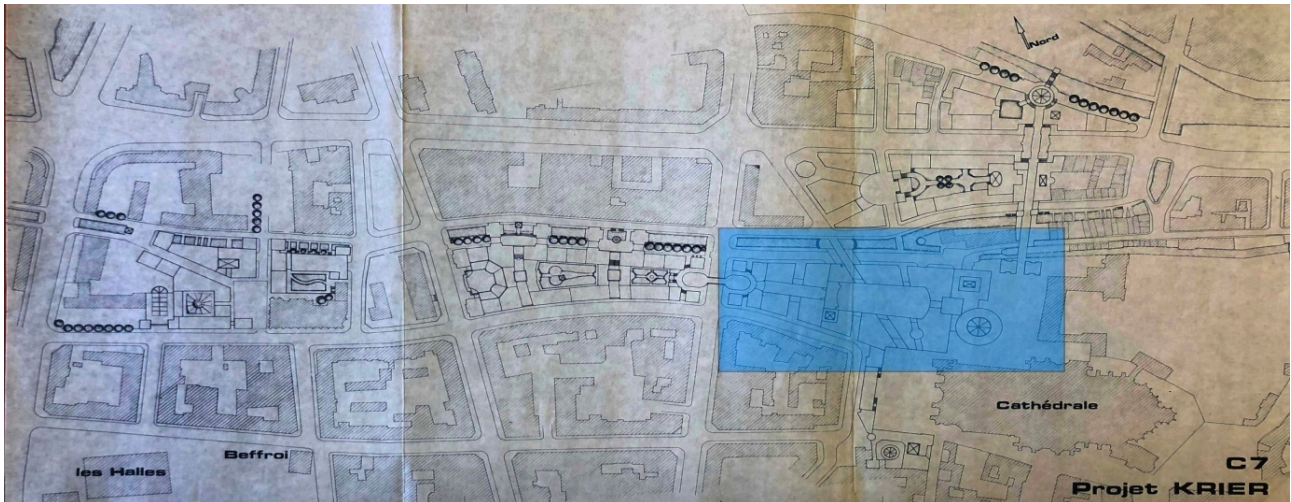 Nord
Cathédrale
Beffroi
les Halles
C7
Projet KRIER